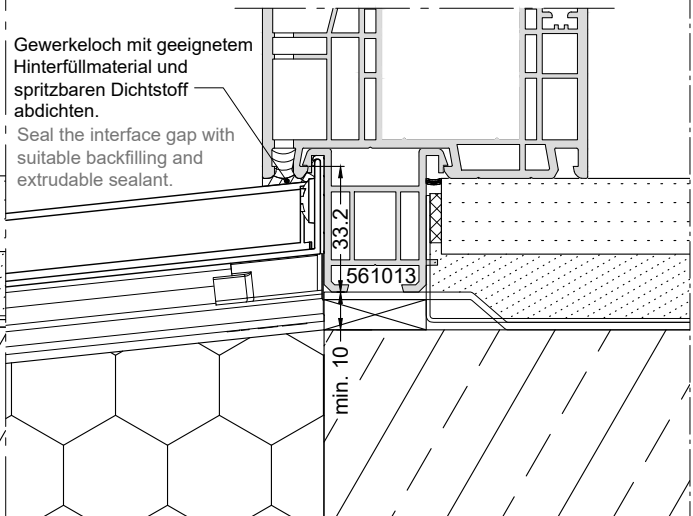 Gewerkeloch mit geeignetem
Hinterfüllmaterial und
spritzbaren Dichtstoff
abdichten.
Seal the interface gap with
suitable backfilling and
extrudable sealant.
33.2
561013
min. 10